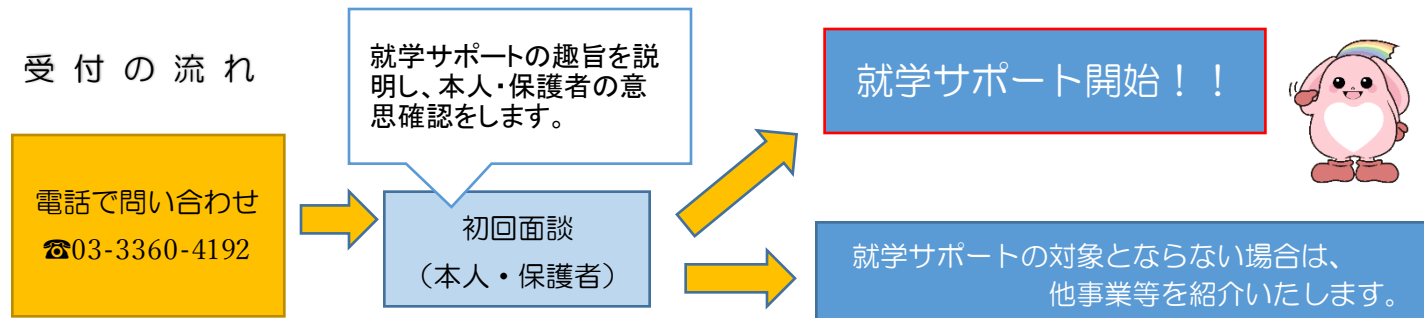 受付の流れ
電話で問い合わせ
☎03-3360-4192
就学サポートの趣旨を説
明し、本人・保護者の意
思確認をします。
初回面談
（本人・保護者）
就学サポート開始！！
就学サポートの対象とならない場合は、
他事業等を紹介いたします。